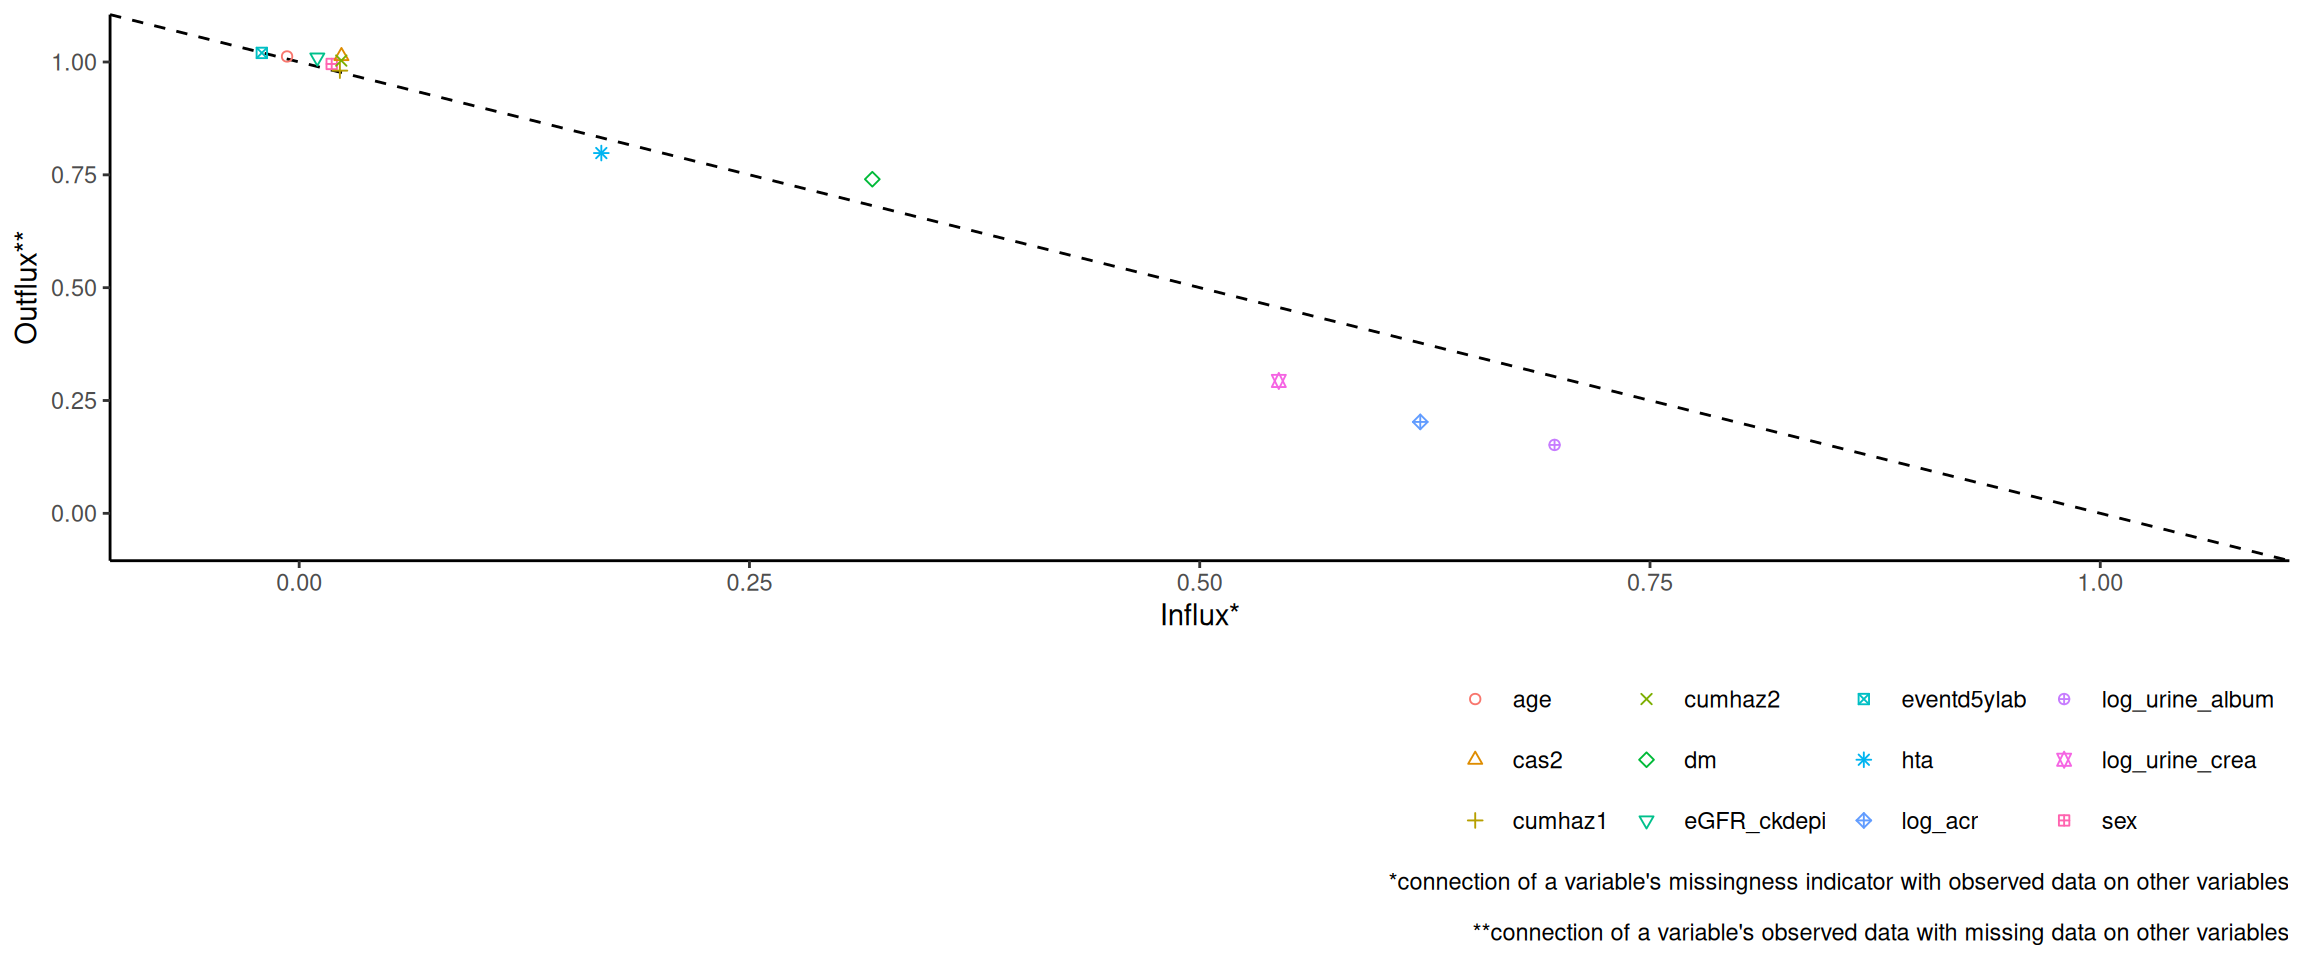 1.00
0.75
0.50
0.25
0.00
Outflux**
0.00 0.25 0.50 0.75 1.00
Influx*
age cumhaz2 eventd5ylab log_urine_album
cas2 dm hta log_urine_crea
cumhaz1 eGFR_ckdepi log_acr sex
*connection of a variable's missingness indicator with observed data on other variables
**connection of a variable's observed data with missing data on other variables